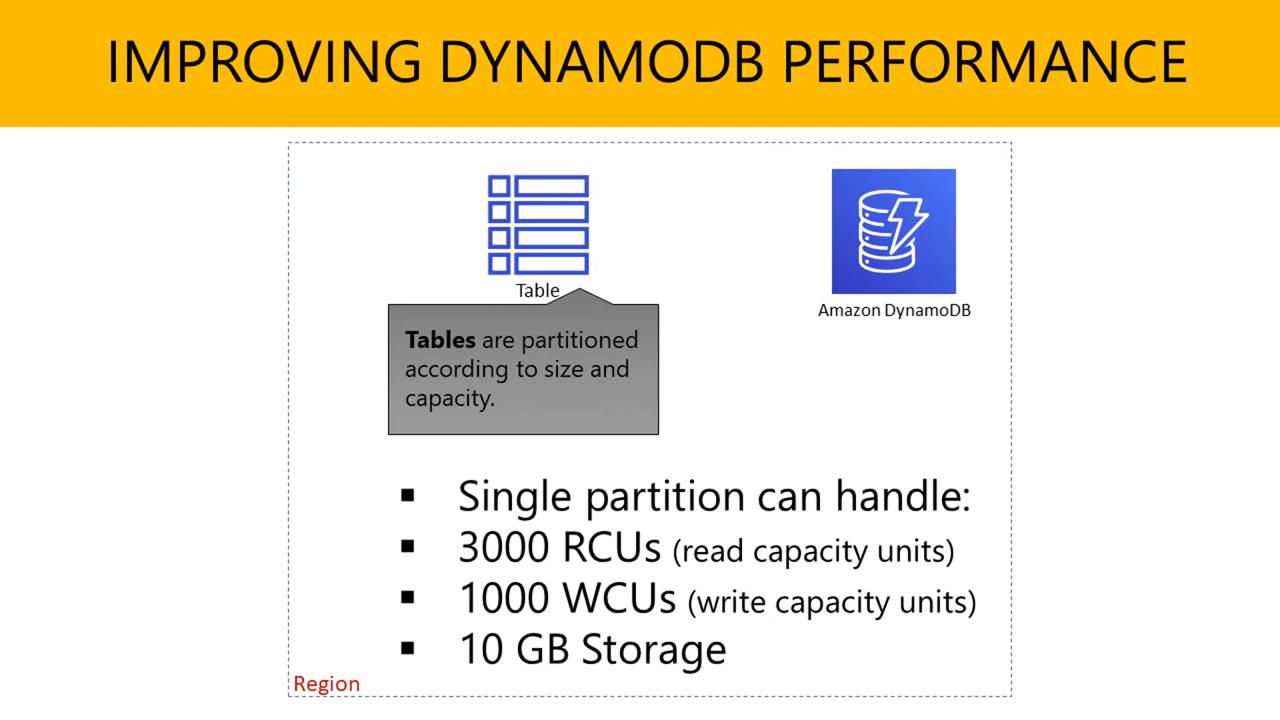 IMPROVING DYNAMODB PERFORMANCE
Table
Amazon DynamoDB
Tables are partitioned
according to size and
capacity.
▪ Single partition can handle:
▪ 3000 RCUs (read capacity units)
▪ 1000 WCUs (write capacity units)
▪ 10 GB Storage
Region